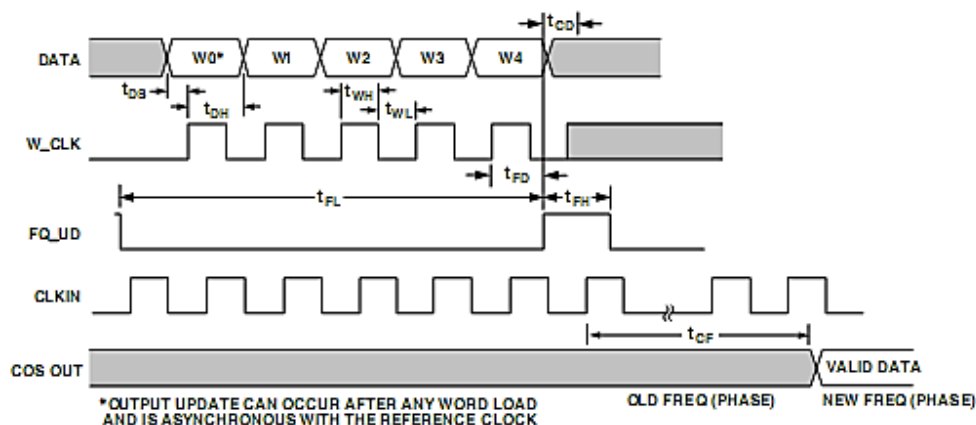 tCD
DATA W0* W1 W2 W3 W4
tDS tDH tWH tWL
W_CLK
tFD
tFL tFH
FQ_UD
CLKIN
tCF
COS OUT VALID DATA
*OUTPUT UPDATE CAN OCCUR AFTER ANY WORD LOAD OLD FREQ (PHASE) NEW FREQ (PHASE)
AND IS ASYNCHRONOUS WITH THE REFERENCE CLOCK